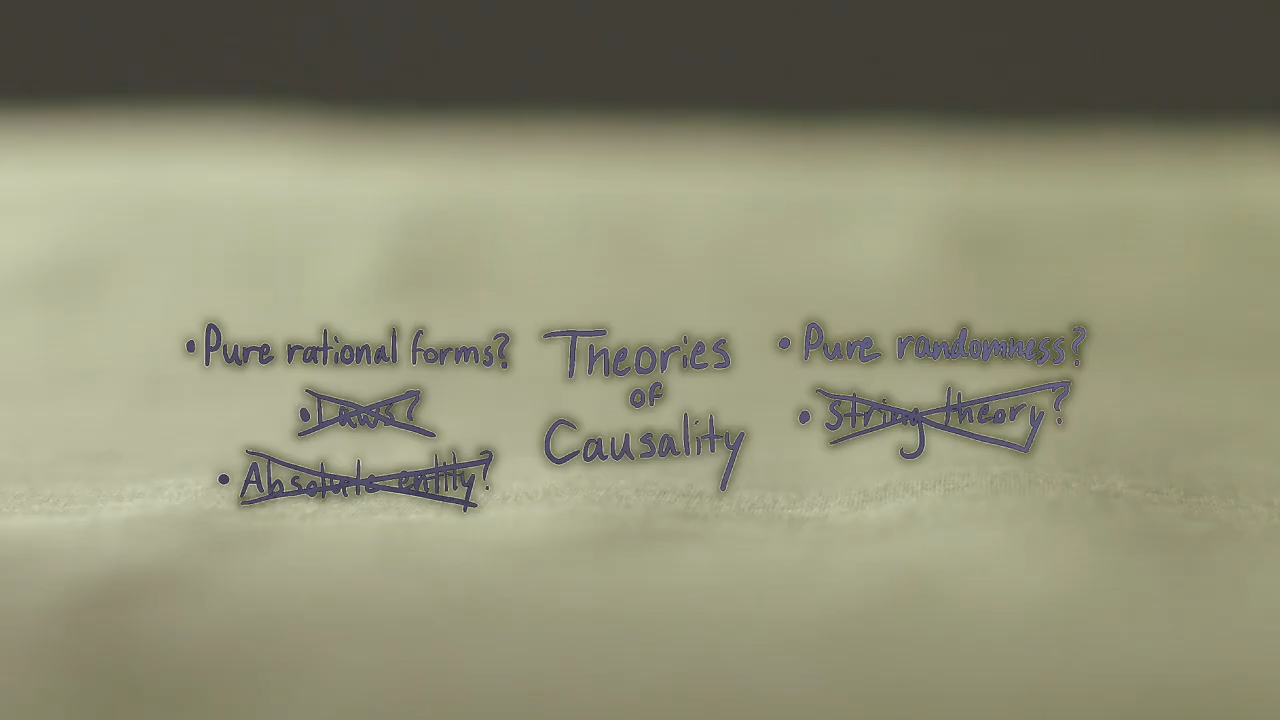 • Pure rational forms?
• Laws?
• Absolute entity?
Theories
of
Causality
• Pure randomness?
• String theory?